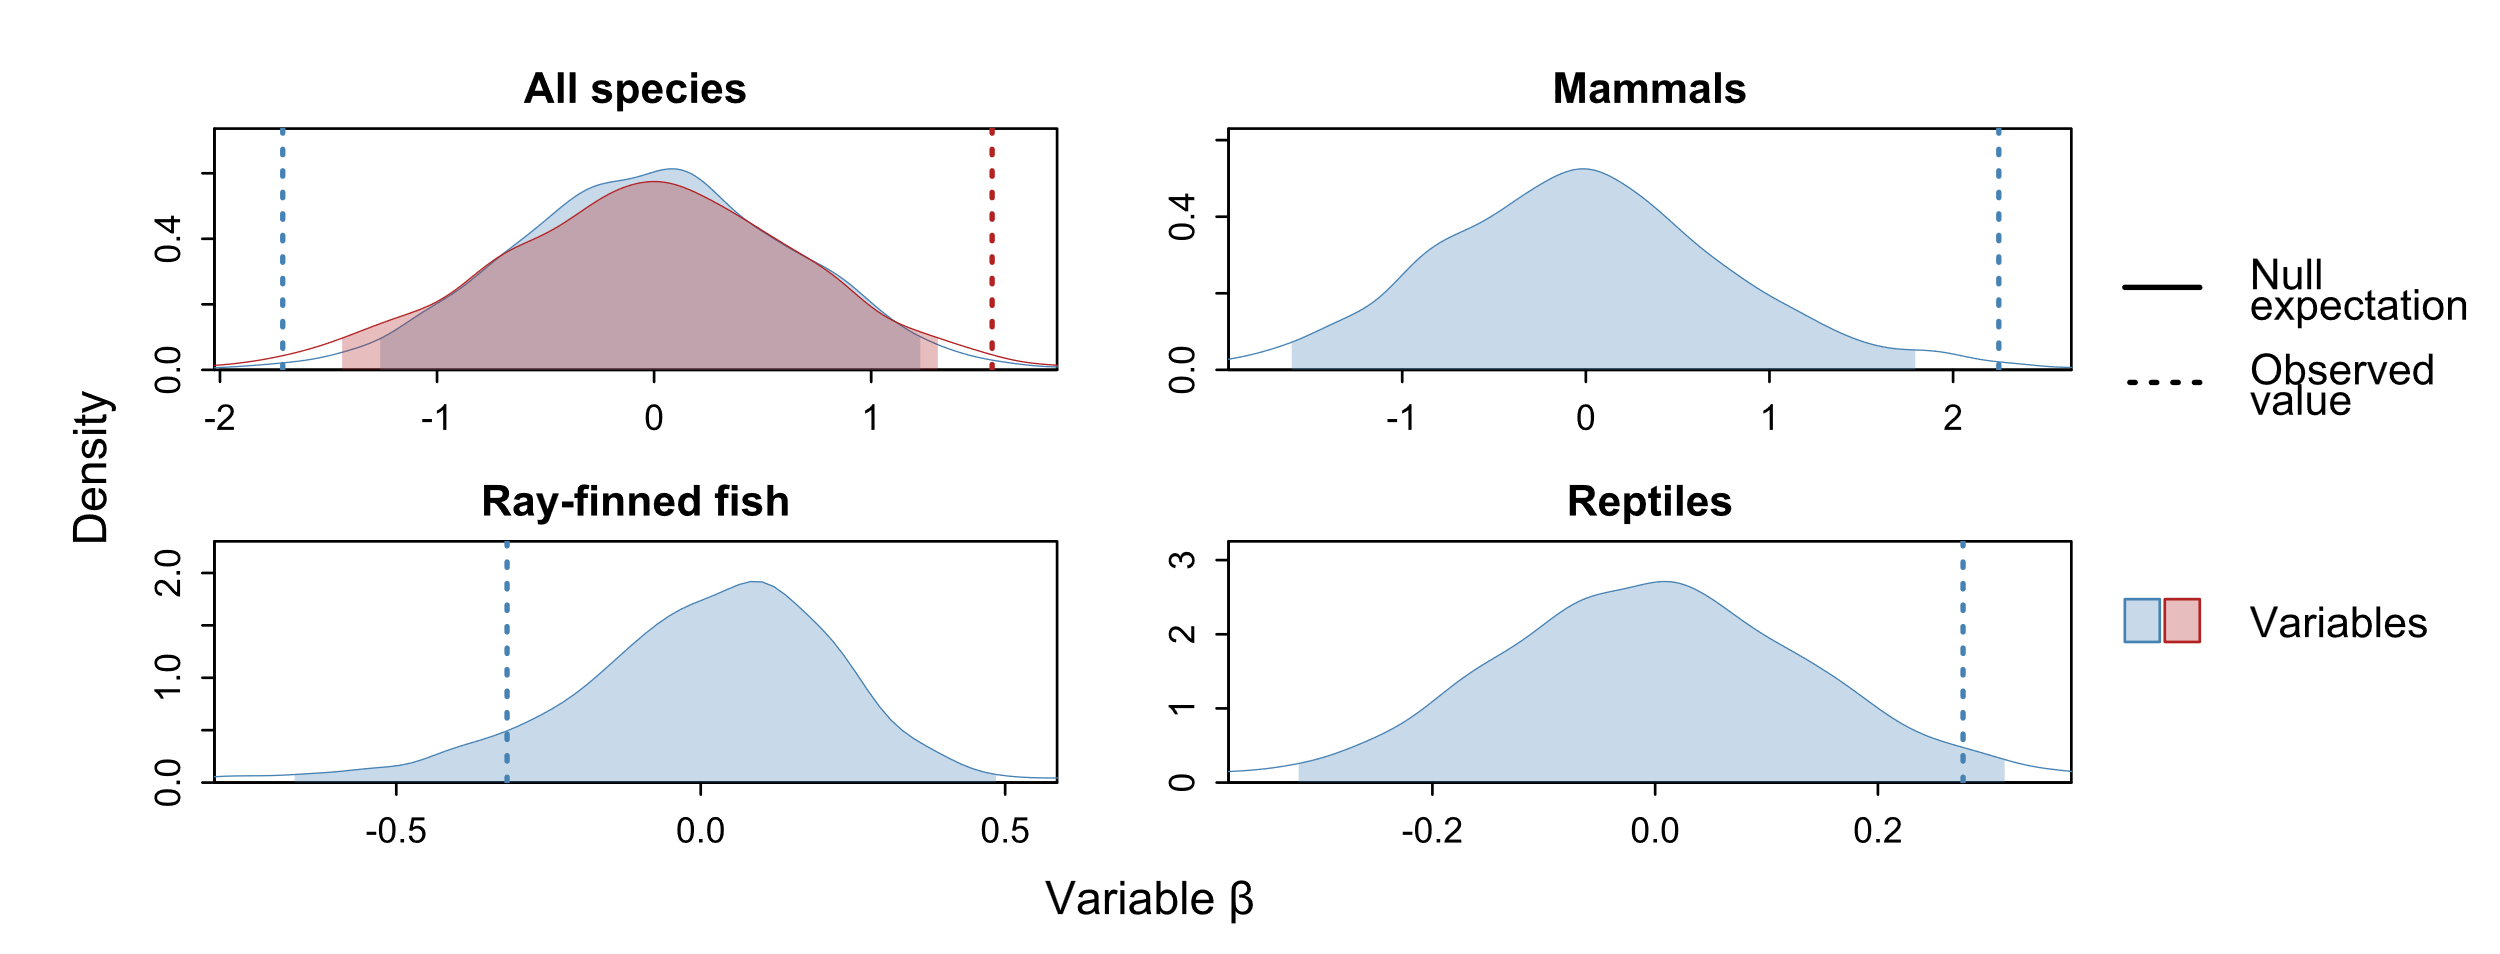 All species
Mammals
0.0
0.4
-2
-1
0
1
0.0
0.4
-1
0
1
2
Null
expectation
Observed
value
Density
Ray-finned fish
Reptiles
0.0
1.0
2.0
-0.5
0.0
0.5
0
1
2
3
-0.2
0.0
0.2
Variables
Variable β